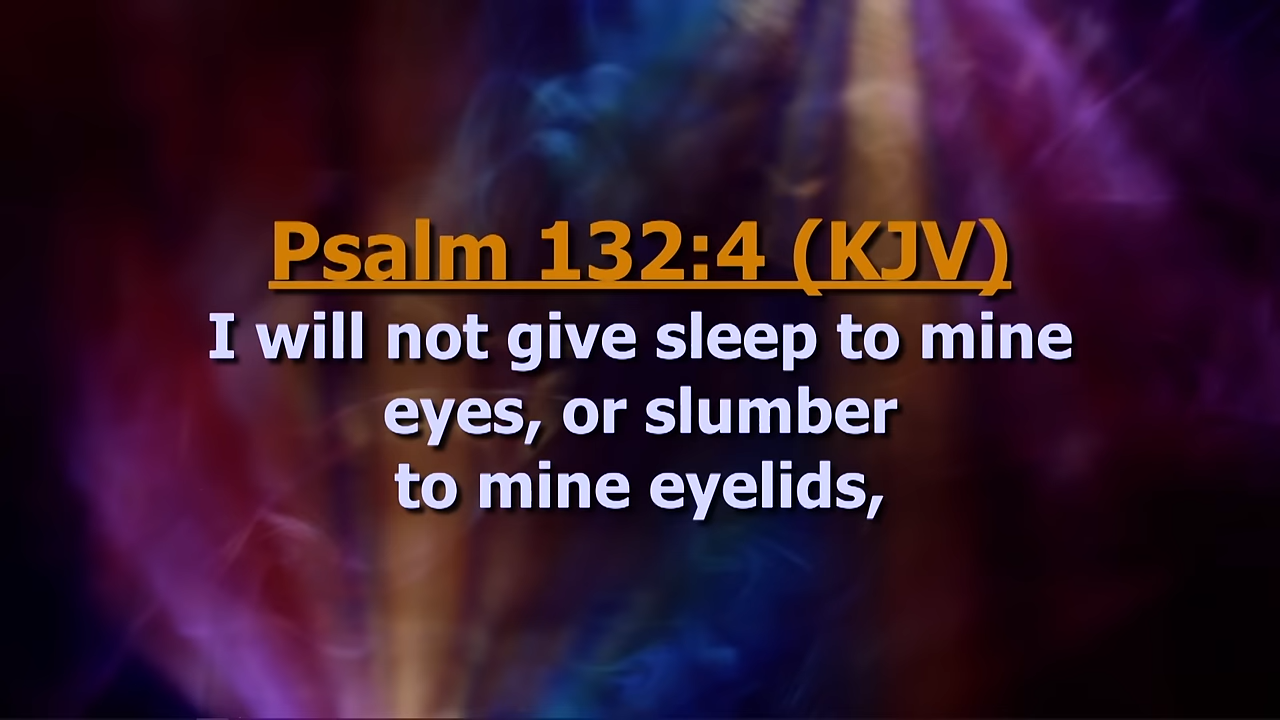 Psalm 132:4 (KJV)
I will not give sleep to mine
eyes, or slumber
to mine eyelids,